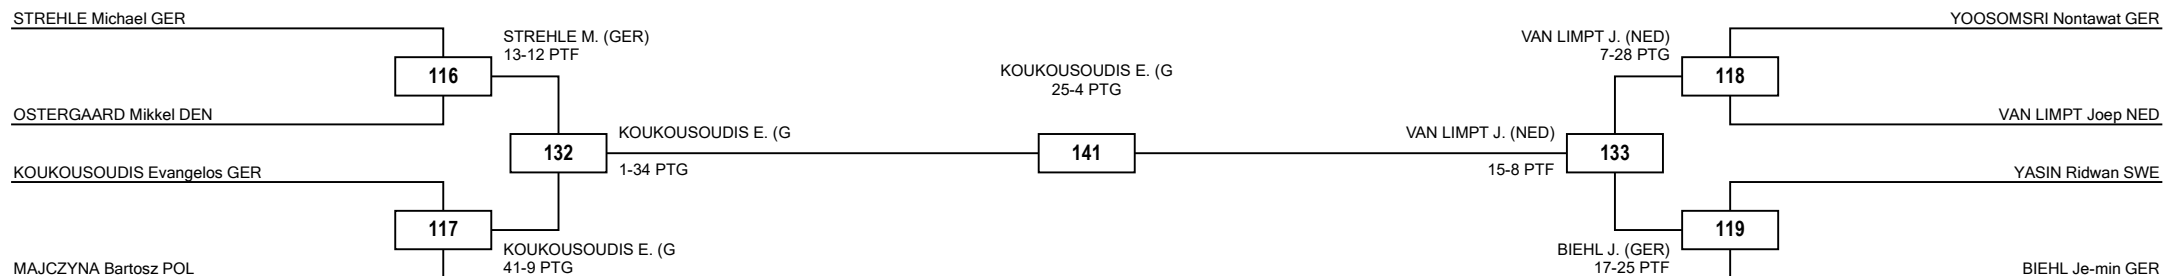 STREHLE Michael GER
YOOSOMSRI Nontawat GER
STREHLE M. (GER)
13-12 PTF
VAN LIMPT J. (NED)
7-28 PTG
116
KOUKOUSOUDIS E. (G
25-4 PTG
118
OSTERGAARD Mikkel DEN
VAN LIMPT Joep NED
132
KOUKOUSOUDIS E. (G
1-34 PTG
141
VAN LIMPT J. (NED)
15-8 PTF
133
KOUKOUSOUDIS Evangelos GER
YASIN Ridwan SWE
117
119
KOUKOUSOUDIS E. (G
41-9 PTG
BIEHL J. (GER)
17-25 PTF
MAJCZYNA Bartosz POL
BIEHL Je-min GER